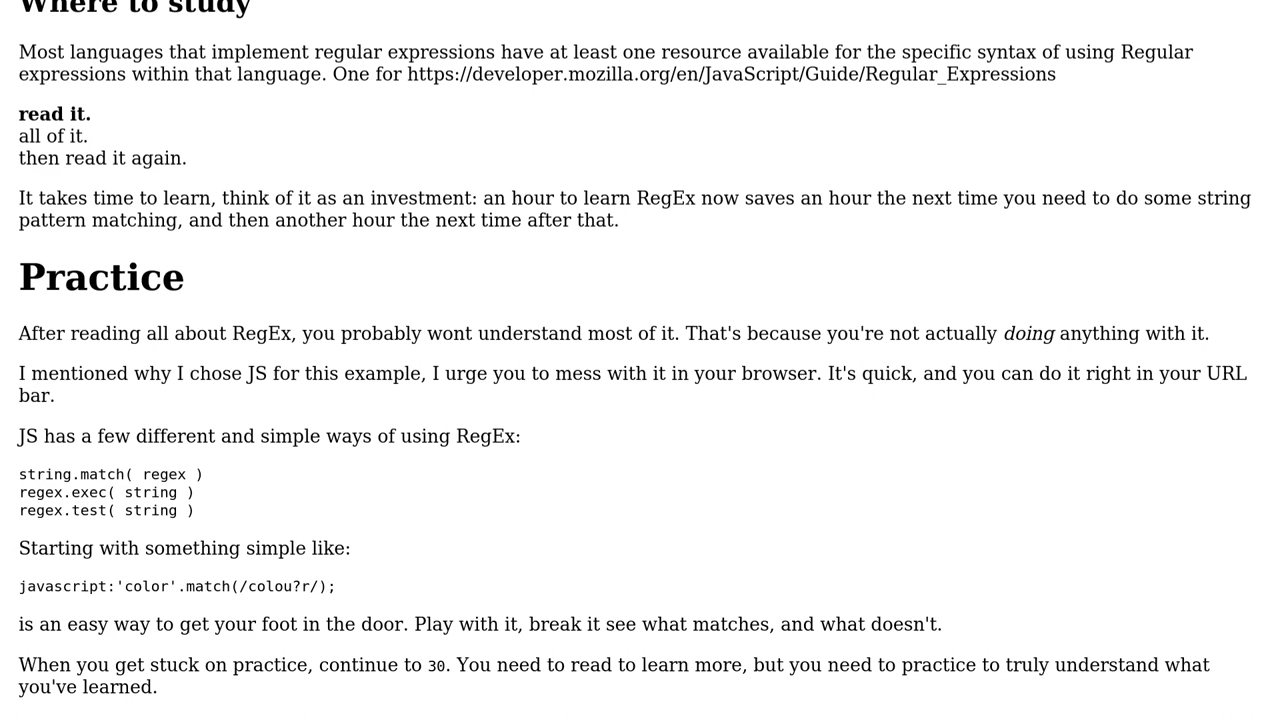 Where to study
Most languages that implement regular expressions have at least one resource available for the specific syntax of using Regular
expressions within that language. One for https://developer.mozilla.org/en/JavaScript/Guide/Regular_Expressions
read it.
all of it.
then read it again.
It takes time to learn, think of it as an investment: an hour to learn RegEx now saves an hour the next time you need to do some string
pattern matching, and then another hour the next time after that.
Practice
After reading all about RegEx, you probably wont understand most of it. That's because you're not actually doing anything with it.
I mentioned why I chose JS for this example, I urge you to mess with it in your browser. It's quick, and you can do it right in your URL
bar.
JS has a few different and simple ways of using RegEx:
string.match( regex )
regex.exec( string )
regex.test( string )
Starting with something simple like:
javascript:'color'.match(/colou?r/);
is an easy way to get your foot in the door. Play with it, break it see what matches, and what doesn't.
When you get stuck on practice, continue to 30. You need to read to learn more, but you need to practice to truly understand what
you've learned.